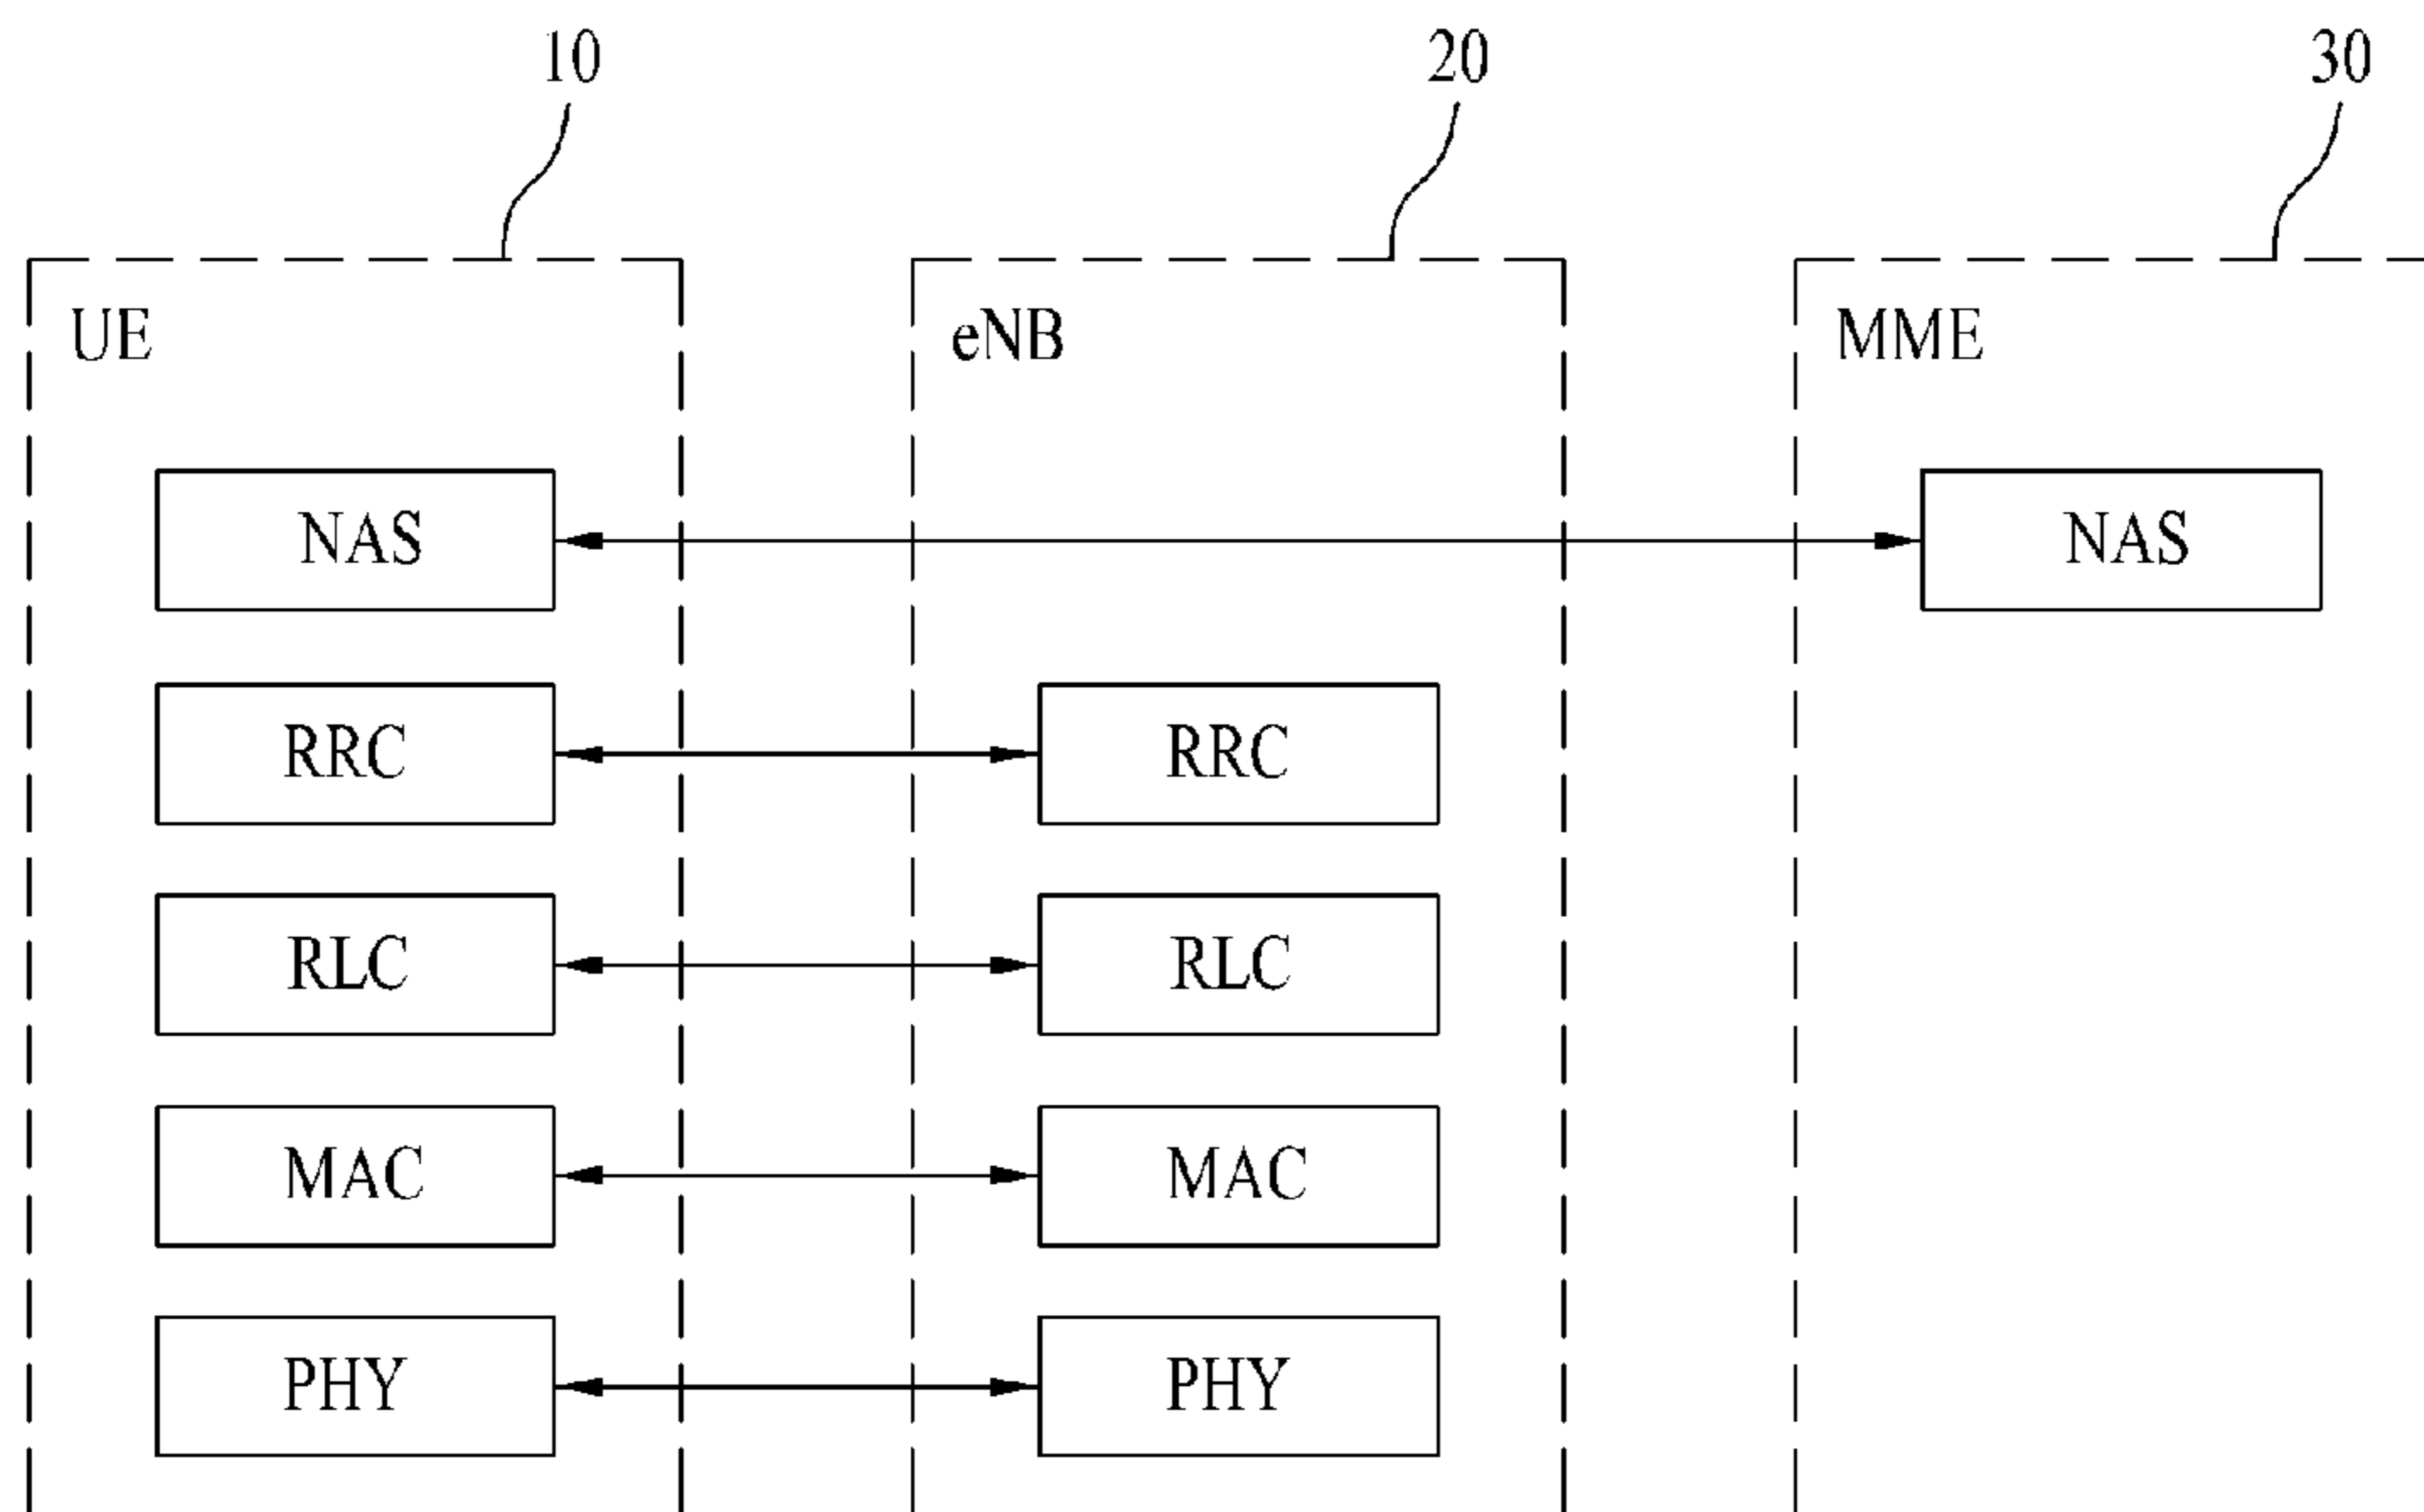 10 20 30
UE eNB MME
NAS NAS
RRC RRC
RLC RLC
MAC MAC
PHY PHY